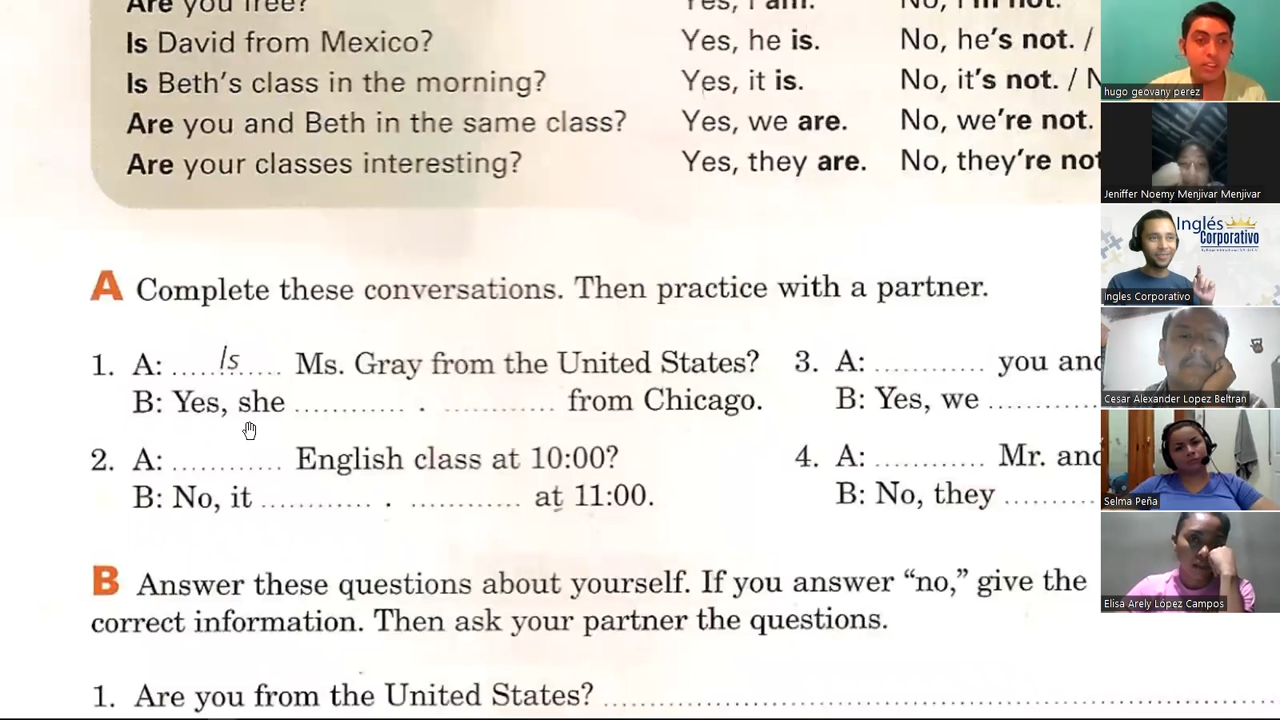 Are you free? Yes, I am. No, I'm not.
Is David from Mexico? Yes, he is. No, he's not. /
Is Beth's class in the morning? Yes, it is. No, it's not. / N
Are you and Beth in the same class? Yes, we are. No, we're not.
Are your classes interesting? Yes, they are. No, they're not
A Complete these conversations. Then practice with a partner.
1. A: .....Is..... Ms. Gray from the United States?
B: Yes, she ............ . ............ from Chicago.
2. A: ............ English class at 10:00?
B: No, it ............ . ............ at 11:00.
3. A: ............ you and
B: Yes, we ............
4. A: ............ Mr. and
B: No, they ..........
B Answer these questions about yourself. If you answer “no,” give the
correct information. Then ask your partner the questions.
1. Are you from the United States? ........................................................................
hugo geovany perez
Jeniffer Noemy Menjivar Menjivar
Inglés
Corporativo
Ingles Corporativo
Cesar Alexander Lopez Beltran
Selma Peña
Elisa Arely López Campos